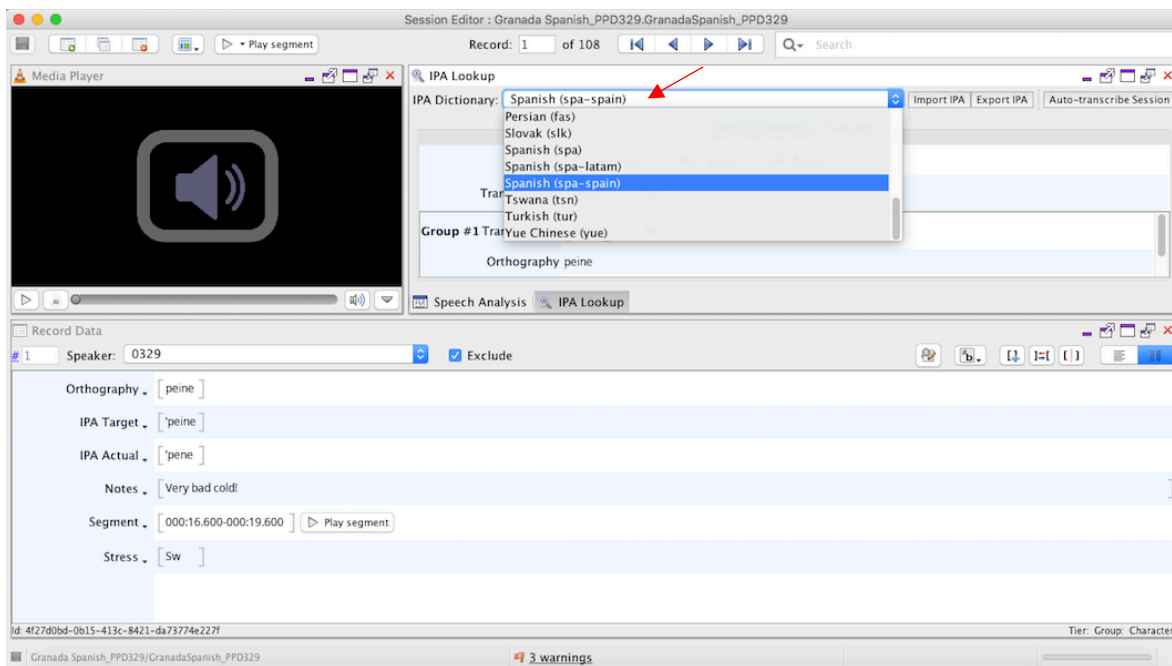 Session Editor : Granada Spanish_PPD329.GranadaSpanish_PPD329
Play segment
Record: 1 of 108
Search
Media Player
IPA Lookup
IPA Dictionary: Spanish (spa-spain)
Import IPA
Export IPA
Auto-transcribe Session
Persian (fas)
Slovak (slk)
Spanish (spa)
Spanish (spa-latam)
Spanish (spa-spain)
Tswana (tsn)
Turkish (tur)
Yue Chinese (yue)
Group #1
Orthography peine
Speech Analysis
IPA Lookup
Record Data
# 1 Speaker: 0329
Exclude
Orthography [ peine ]
IPA Target [ ˈpeine ]
IPA Actual [ ˈpene ]
Notes [ Very bad cold!
Segment [ 000:16.600-000:19.600 ] Play segment
Stress [ Sw ]
Id: 4f27d0bd-0b15-413c-8421-da73774e227f
Tier: Group: Character
Granada Spanish_PPD329/GranadaSpanish_PPD329
3 warnings